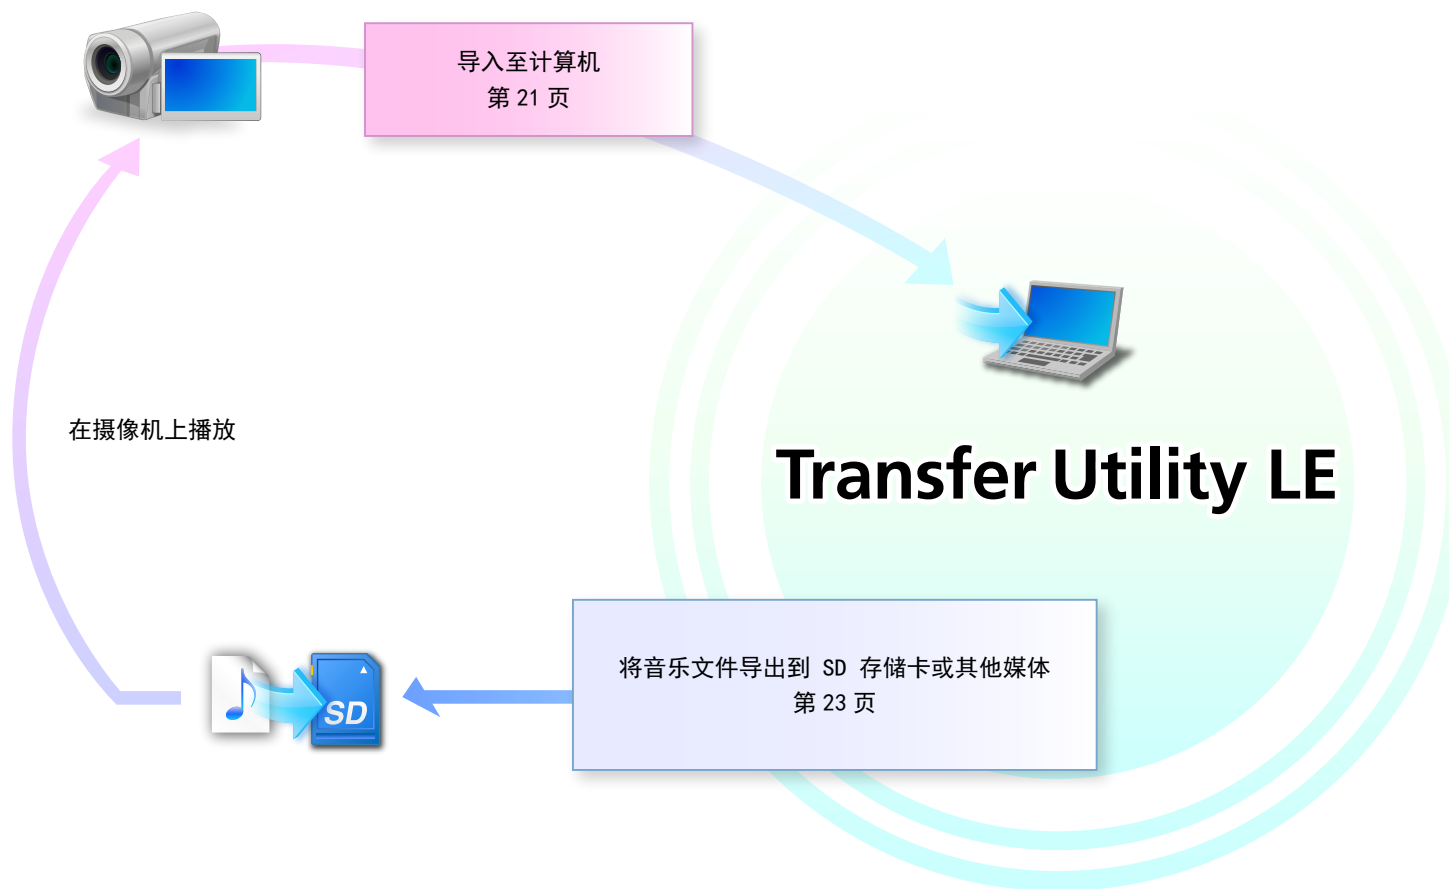 导入至计算机
第 21 页
在摄像机上播放
Transfer Utility LE
将音乐文件导出到 SD 存储卡或其他媒体
第 23 页
SD